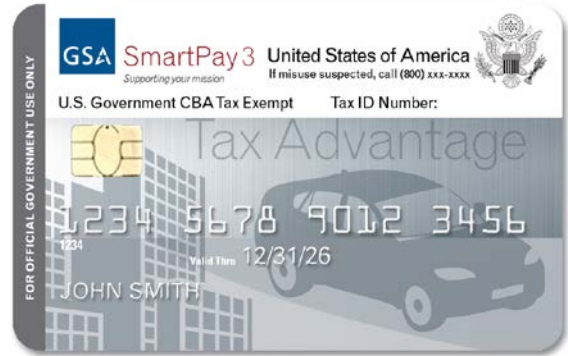 FOR OFFICIAL GOVERNMENT USE ONLY
GSA SmartPay 3
Supporting your mission
United States of America
If misuse suspected, call (800) xxx-xxxx
U.S. Government CBA Tax Exempt Tax ID Number:
Tax Advantage
1234 5678 9012 3456
1234
Valid Thru 12/31/26
JOHN SMITH